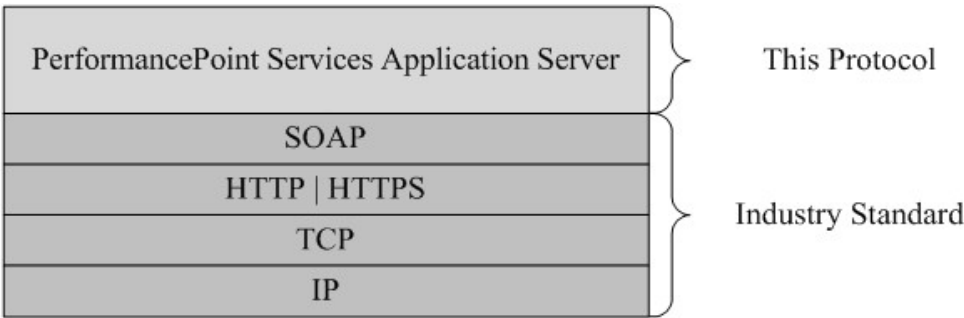 PerformancePoint Services Application Server
This Protocol
SOAP
HTTP | HTTPS
TCP
IP
Industry Standard